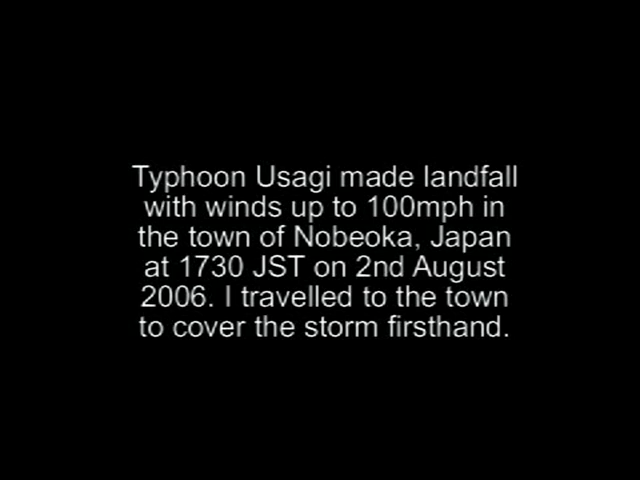 Typhoon Usagi made landfall
with winds up to 100mph in
the town of Nobeoka, Japan
at 1730 JST on 2nd August
2006. I travelled to the town
to cover the storm firsthand.